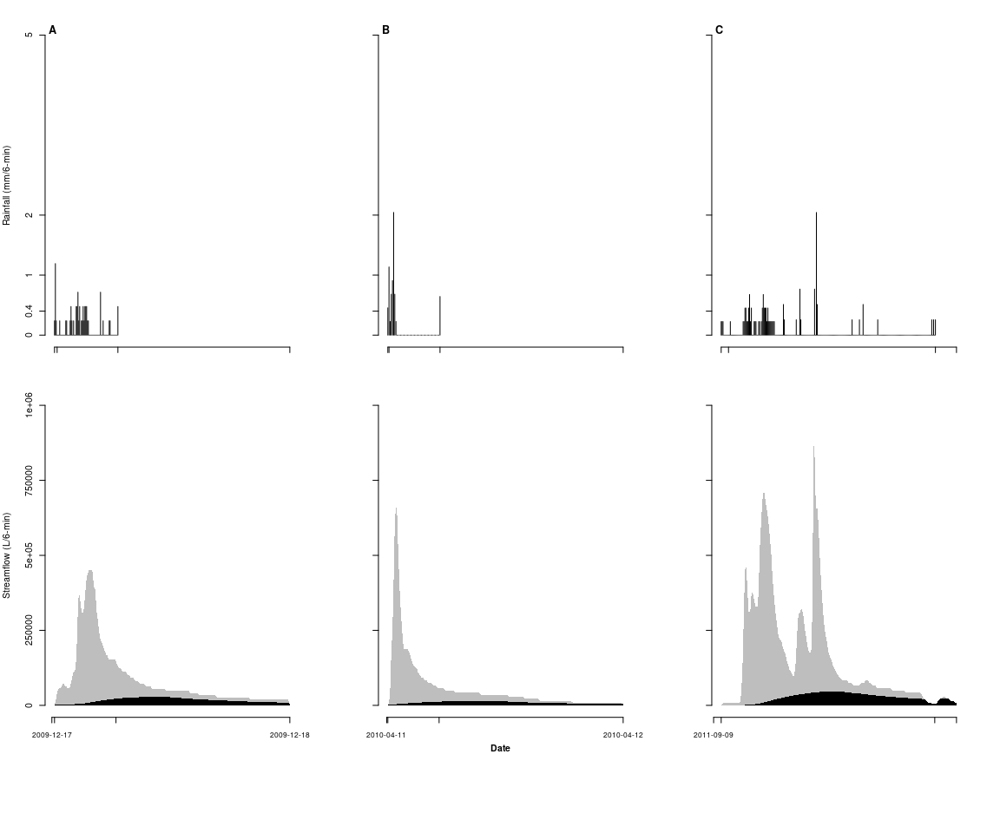 A
B
C
5
2
1
0.4
0
Rainfall (mm/6-min)
1e+06
750000
5e+05
250000
0
Streamflow (L/6-min)
2009-12-17
2009-12-18
2010-04-11
2010-04-12
2011-09-09
Date